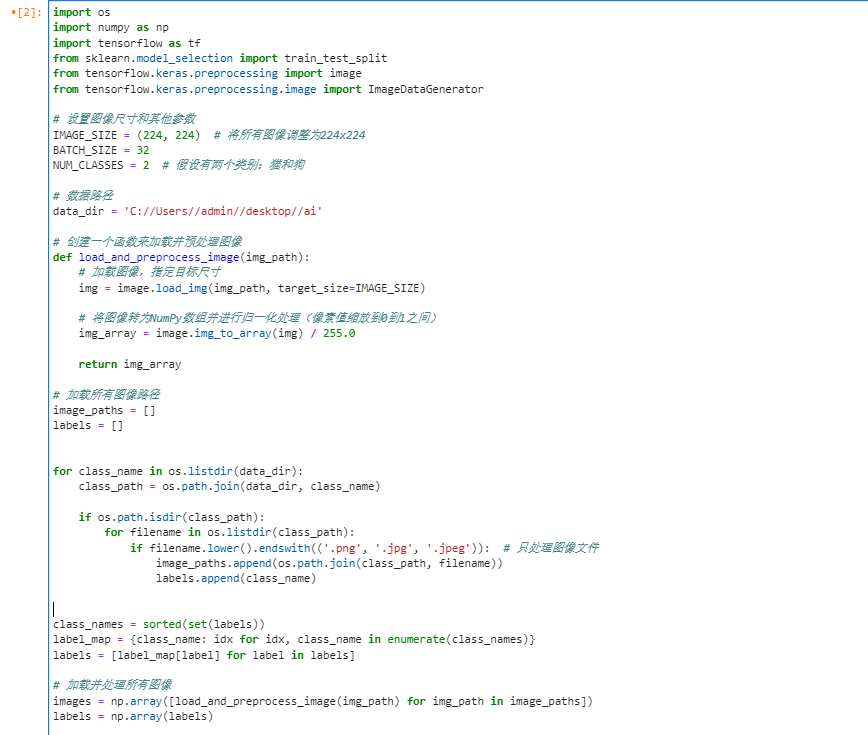 [2]:
import os
import numpy as np
import tensorflow as tf
from sklearn.model_selection import train_test_split
from tensorflow.keras.preprocessing import image
from tensorflow.keras.preprocessing.image import ImageDataGenerator
# 设置图像尺寸和其他参数
IMAGE_SIZE = (224, 224)  # 将所有图像调整为224x224
BATCH_SIZE = 32
NUM_CLASSES = 2  # 假设有两个类别：猫和狗
# 数据路径
data_dir = 'C://Users//admin//desktop//ai'
# 创建一个函数来加载并预处理图像
def load_and_preprocess_image(img_path):
    # 加载图像，指定目标尺寸
    img = image.load_img(img_path, target_size=IMAGE_SIZE)
    # 将图像转为NumPy数组并进行归一化处理（像素值缩放到0到1之间）
    img_array = image.img_to_array(img) / 255.0
    return img_array
# 加载所有图像路径
image_paths = []
labels = []
for class_name in os.listdir(data_dir):
    class_path = os.path.join(data_dir, class_name)
    if os.path.isdir(class_path):
        for filename in os.listdir(class_path):
            if filename.lower().endswith(('.png', '.jpg', '.jpeg')):  # 只处理图像文件
                image_paths.append(os.path.join(class_path, filename))
                labels.append(class_name)
class_names = sorted(set(labels))
label_map = {class_name: idx for idx, class_name in enumerate(class_names)}
labels = [label_map[label] for label in labels]
# 加载并处理所有图像
images = np.array([load_and_preprocess_image(img_path) for img_path in image_paths])
labels = np.array(labels)